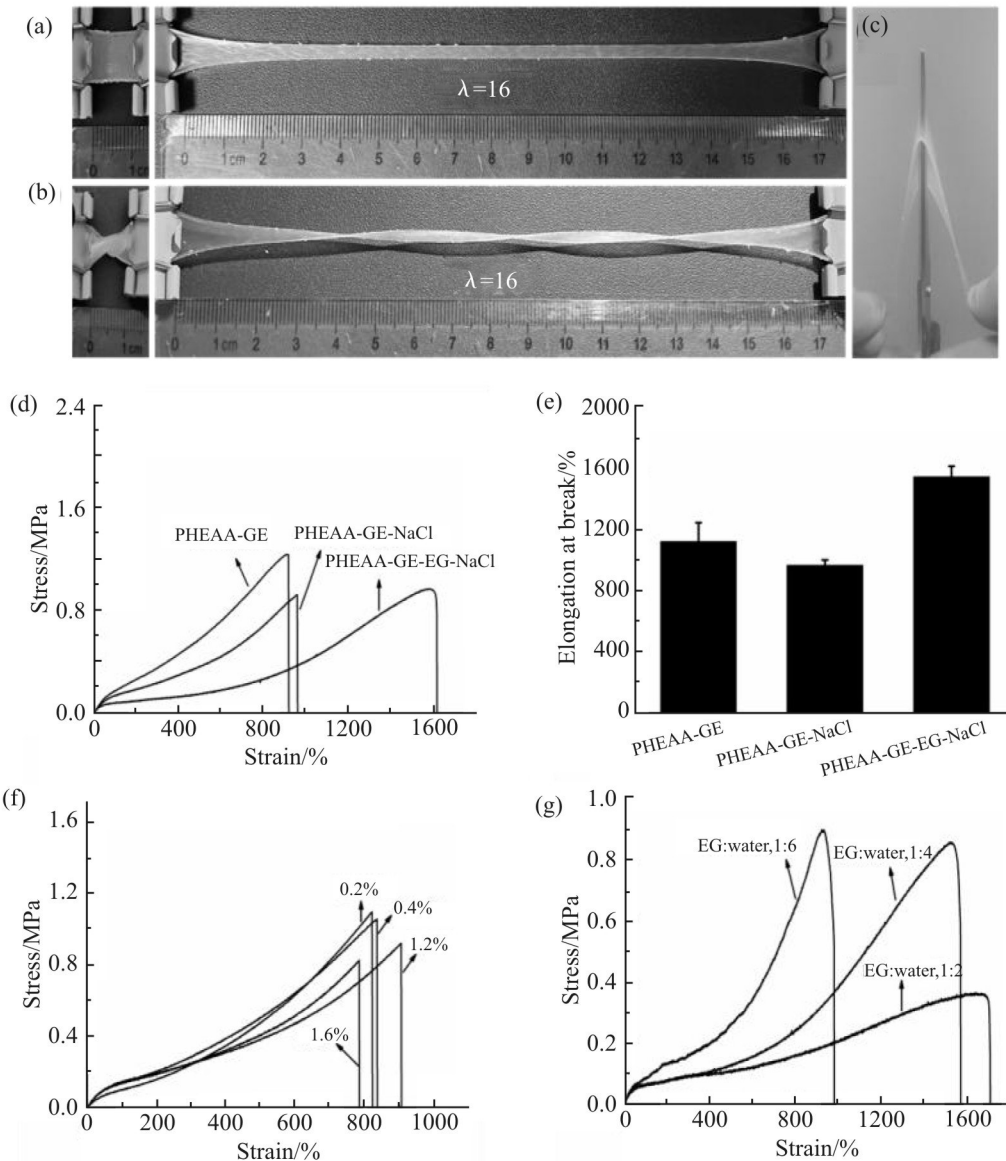 (a)
λ=16
0 1cm
0 1cm 2 3 4 5 6 7 8 9 10 11 12 13 14 15 16 17
(b)
λ=16
0 1cm
0 1cm 2 3 4 5 6 7 8 9 10 11 12 13 14 15 16 17
(c)
(d)
Stress/MPa
2.4
1.6
0.8
0.0
PHEAA-GE
PHEAA-GE-NaCl
PHEAA-GE-EG-NaCl
0 400 800 1200 1600
Strain/%
(e)
Elongation at break/%
2000
1600
1200
800
400
0
PHEAA-GE
PHEAA-GE-NaCl
PHEAA-GE-EG-NaCl
(f)
Stress/MPa
1.6
1.2
0.8
0.4
0.0
0.2%
0.4%
1.2%
1.6%
0 200 400 600 800 1000
Strain/%
(g)
Stress/MPa
1.0
0.8
0.6
0.4
0.2
0.0
EG:water,1:6
EG:water,1:4
EG:water,1:2
0 400 800 1200 1600
Strain/%